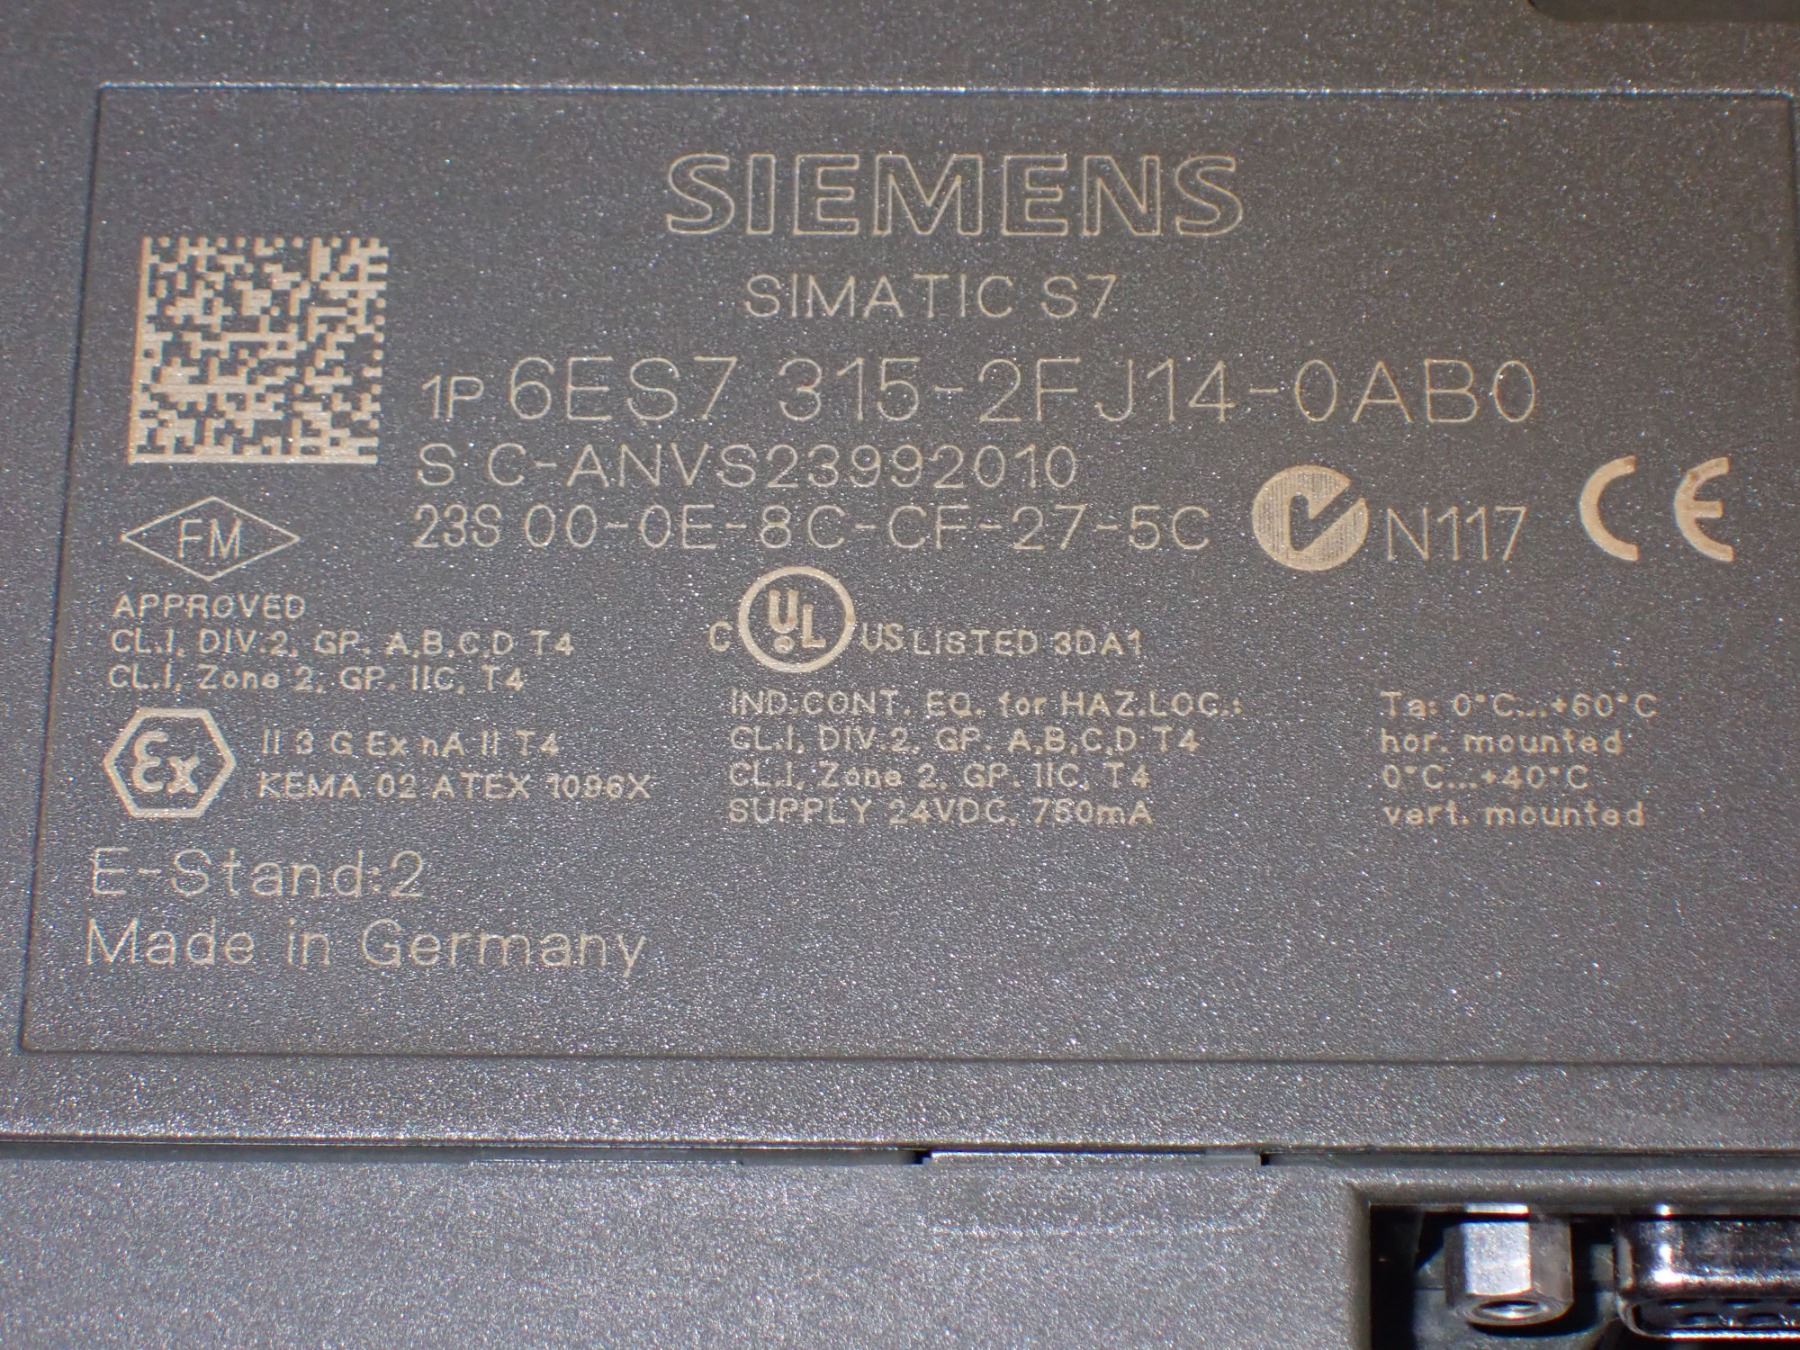 SIEMENS
SIMATIC S7
1P 6ES7 315-2FJ14-0AB0
S C-ANVS23992010
23S 00-0E-8C-CF-27-5C
N117 CE
FM
APPROVED
CL.I, DIV.2, GP. A,B,C,D T4
CL.I, Zone 2, GP. IIC, T4
Ex
II 3 G Ex nA II T4
KEMA 02 ATEX 1096X
C UL US LISTED 3DA1
IND.CONT. EQ. for HAZ.LOC.:
CL.I, DIV.2, GP. A,B,C,D T4
CL.I, Zone 2, GP. IIC, T4
SUPPLY 24VDC, 750mA
Ta: 0°C...+60°C
hor. mounted
0°C...+40°C
vert. mounted
E-Stand:2
Made in Germany